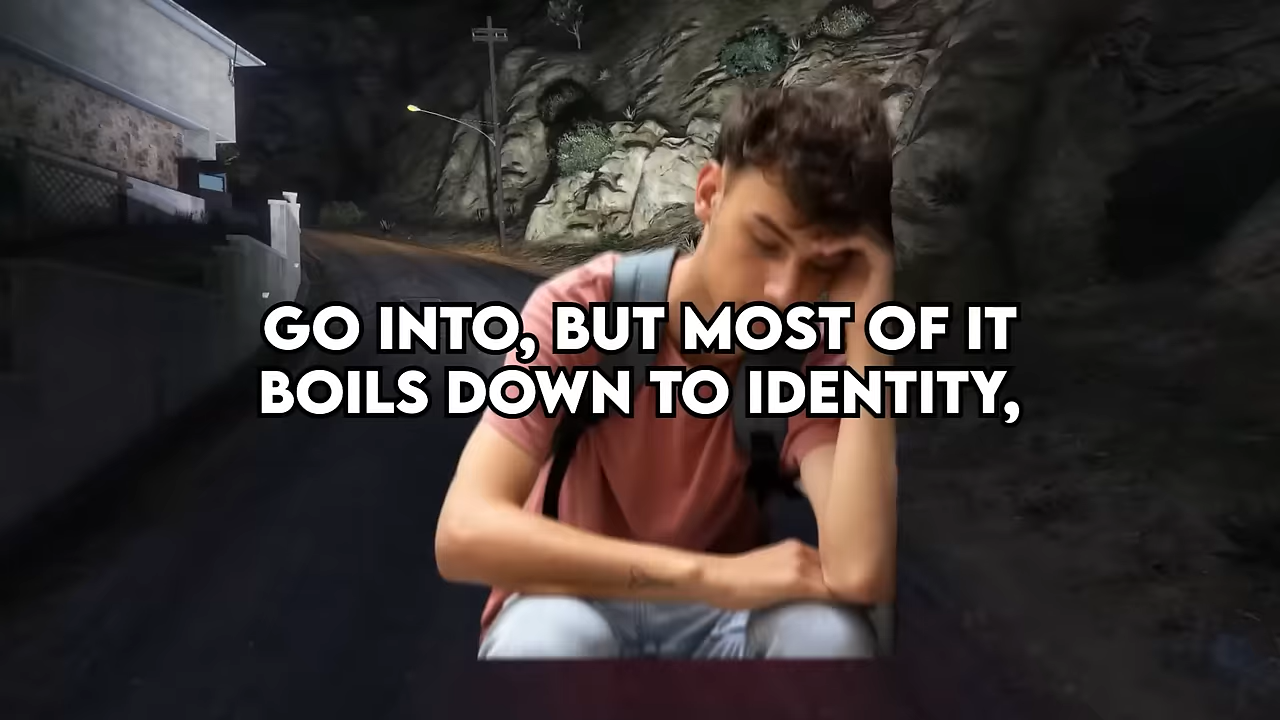 GO INTO, BUT MOST OF IT
BOILS DOWN TO IDENTITY,